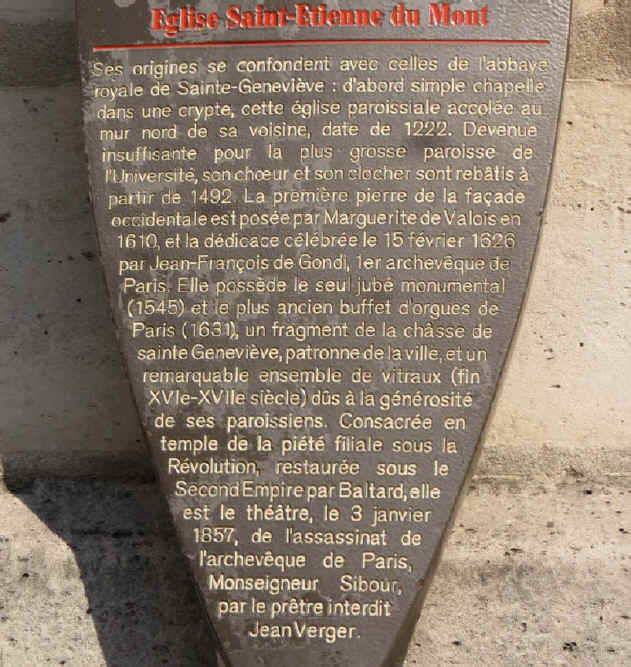 Eglise Saint-Etienne du Mont
Ses origines se confondent avec celles de l'abbaye
royale de Sainte-Geneviève : d'abord simple chapelle
dans une crypte, cette église paroissiale accolée au
mur nord de sa voisine, date de 1222. Devenue
insuffisante pour la plus grosse paroisse de
l'Université, son chœur et son clocher sont rebâtis à
partir de 1492. La première pierre de la façade
occidentale est posée par Marguerite de Valois en
1610, et la dédicace célébrée le 15 février 1626
par Jean-François de Gondi, 1er archevêque de
Paris. Elle possède le seul jubé monumental
(1545) et le plus ancien buffet d'orgues de
Paris (1631), un fragment de la châsse de
sainte Geneviève, patronne de la ville, et un
remarquable ensemble de vitraux (fin
XVIe-XVIIe siècle) dûs à la générosité
de ses paroissiens. Consacrée en
temple de la piété filiale sous la
Révolution, restaurée sous le
Second Empire par Baltard, elle
est le théâtre, le 3 janvier
1857, de l'assassinat de
l'archevêque de Paris,
Monseigneur Sibour,
par le prêtre interdit
Jean Verger.